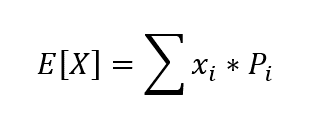 E[X] = ∑ xᵢ * Pᵢ